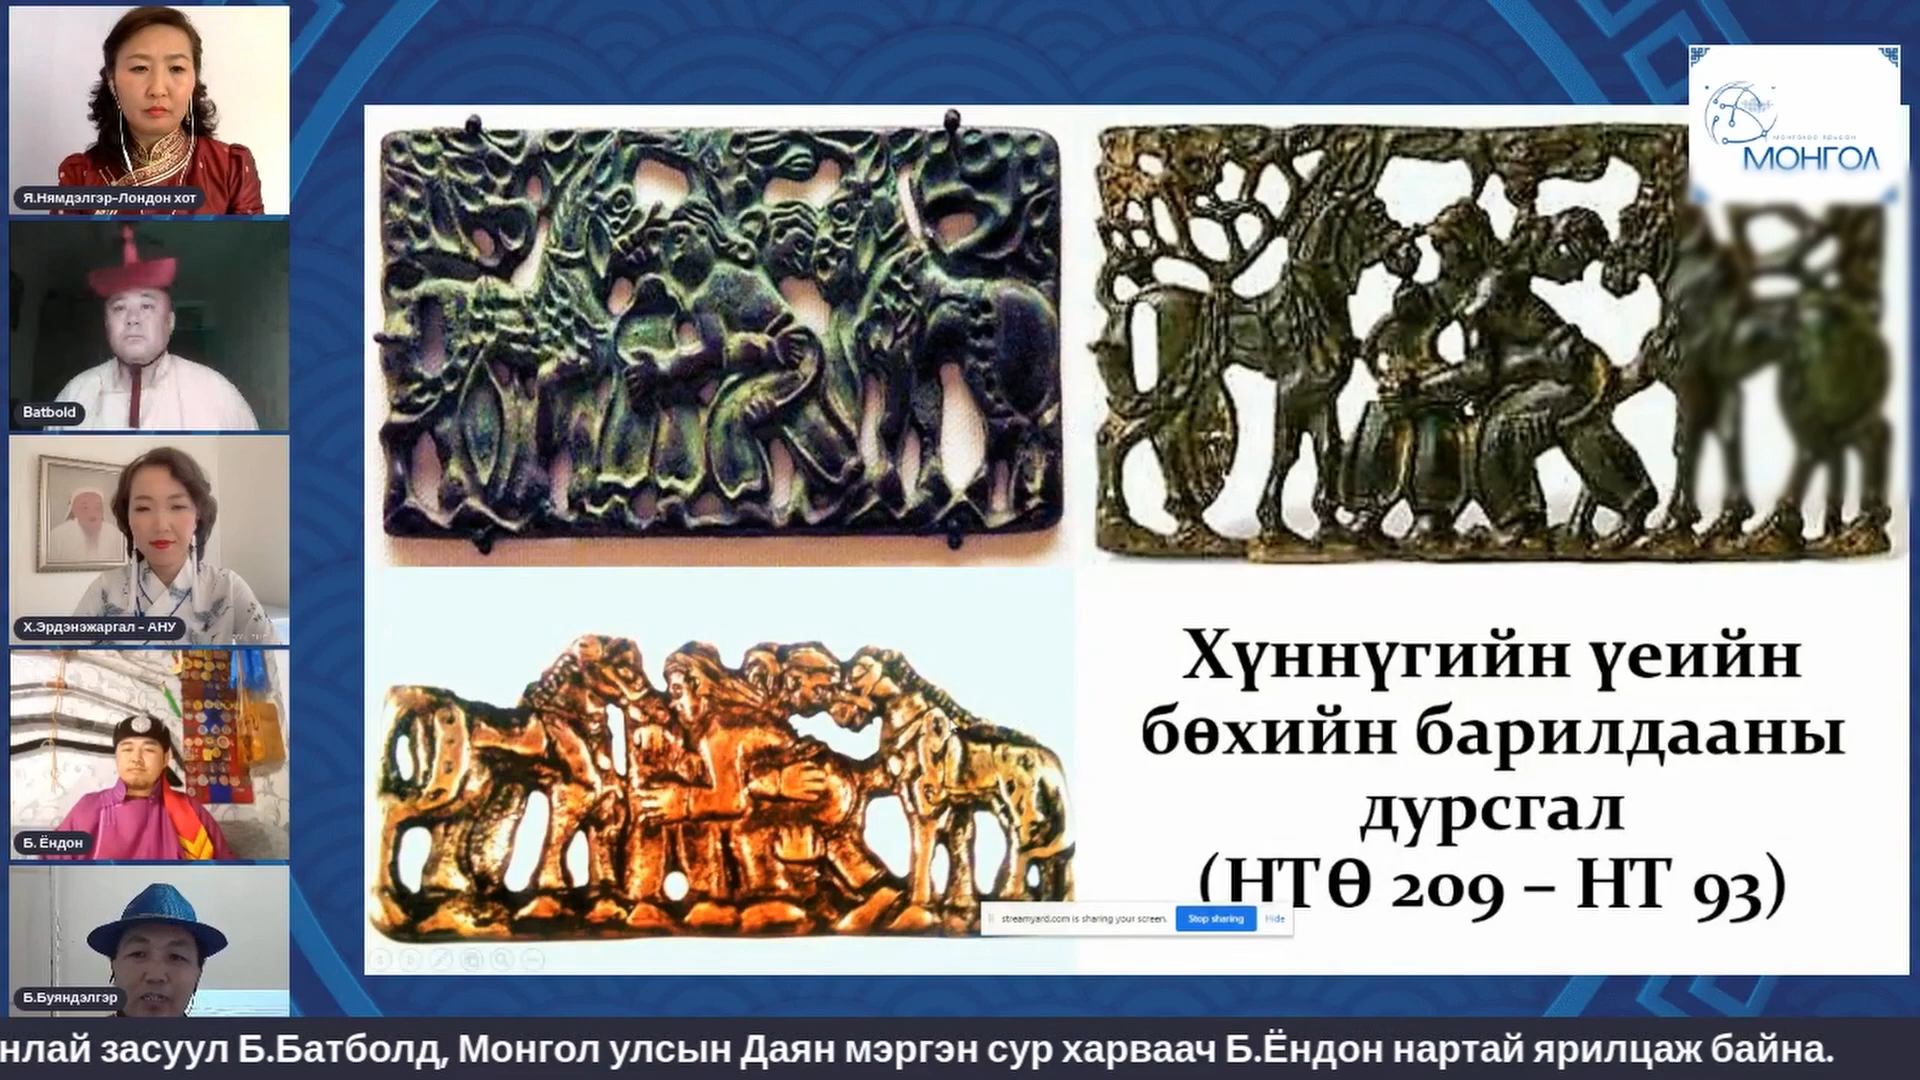 Я.Нямдэлгэр-Лондон хот
Batbold
Х.Эрдэнэжаргал - АНУ
Б. Ёндон
Б.Буяндэлгэр
МОНГОЛ
Хүннүгийн үеийн
бөхийн барилдааны
дурсгал
(НТӨ 209 – НТ 93)
streamyard.com is sharing your screen.
Stop sharing
Hide
нлай засуул Б.Батболд, Монгол улсын Даян мэргэн сур харваач Б.Ёндон нартай ярилцаж байна.